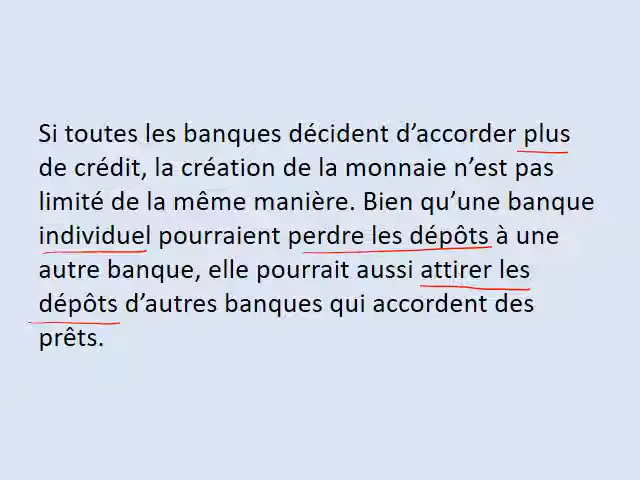 Si toutes les banques décident d’accorder plus
de crédit, la création de la monnaie n’est pas
limité de la même manière. Bien qu’une banque
individuel pourraient perdre les dépôts à une
autre banque, elle pourrait aussi attirer les
dépôts d’autres banques qui accordent des
prêts.